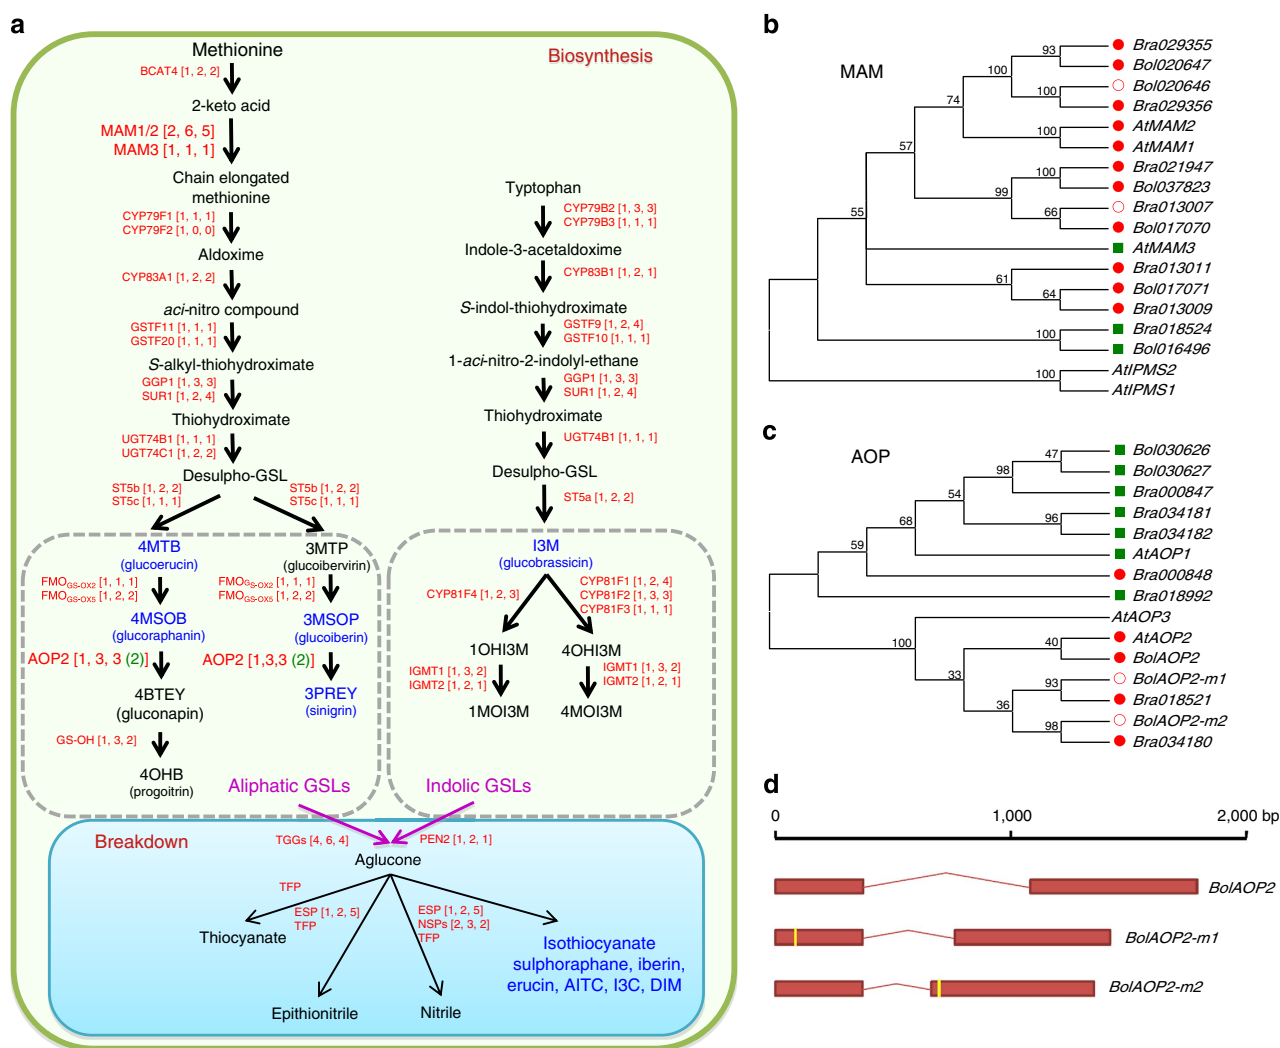 a
Biosynthesis
Methionine
BCAT4 [1, 2, 2]
2-keto acid
MAM1/2 [2, 6, 5]
MAM3 [1, 1, 1]
Chain elongated
methionine
CYP79F1 [1, 1, 1]
CYP79F2 [1, 0, 0]
Aldoxime
CYP83A1 [1, 2, 2]
aci-nitro compound
GSTF11 [1, 1, 1]
GSTF20 [1, 1, 1]
S-alkyl-thiohydroximate
GGP1 [1, 3, 3]
SUR1 [1, 2, 4]
Thiohydroximate
UGT74B1 [1, 1, 1]
UGT74C1 [1, 2, 2]
Desulpho-GSL
ST5b [1, 2, 2]
ST5c [1, 1, 1]
ST5b [1, 2, 2]
ST5c [1, 1, 1]
4MTB
(glucoerucin)
FMOGS-OX2 [1, 1, 1]
FMOGS-OX5 [1, 2, 2]
4MSOB
(glucoraphanin)
AOP2 [1, 3, 3 (2)]
4BTEY
(gluconapin)
GS-OH [1, 3, 2]
4OHB
(progoitrin)
3MTP
(glucoibervirin)
FMOGS-OX2 [1, 1, 1]
FMOGS-OX5 [1, 2, 2]
3MSOP
(glucoiberin)
AOP2 [1,3,3 (2)]
3PREY
(sinigrin)
Aliphatic GSLs
Typtophan
CYP79B2 [1, 3, 3]
CYP79B3 [1, 1, 1]
Indole-3-acetaldoxime
CYP83B1 [1, 2, 1]
S-indol-thiohydroximate
GSTF9 [1, 2, 4]
GSTF10 [1, 1, 1]
1-aci-nitro-2-indolyl-ethane
GGP1 [1, 3, 3]
SUR1 [1, 2, 4]
Thiohydroximate
UGT74B1 [1, 1, 1]
Desulpho-GSL
ST5a [1, 2, 2]
I3M
(glucobrassicin)
CYP81F4 [1, 2, 3]
CYP81F1 [1, 2, 4]
CYP81F2 [1, 3, 3]
CYP81F3 [1, 1, 1]
1OHI3M
4OHI3M
IGMT1 [1, 3, 2]
IGMT2 [1, 2, 1]
IGMT1 [1, 3, 2]
IGMT2 [1, 2, 1]
1MOI3M
4MOI3M
Indolic GSLs
Breakdown
TGGs [4, 6, 4]
PEN2 [1, 2, 1]
Aglucone
TFP
ESP [1, 2, 5]
TFP
ESP [1, 2, 5]
NSPs [2, 3, 2]
TFP
Thiocyanate
Epithionitrile
Nitrile
Isothiocyanate
sulphoraphane, iberin,
erucin, AITC, I3C, DIM
b
MAM
93
100
100
74
100
57
100
99
66
55
61
64
100
100
Bra029355
Bol020647
Bol020646
Bra029356
AtMAM2
AtMAM1
Bra021947
Bol037823
Bra013007
Bol017070
AtMAM3
Bra013011
Bol017071
Bra013009
Bra018524
Bol016496
AtIPMS2
AtIPMS1
c
AOP
47
98
54
96
68
59
100
40
33
93
36
98
Bol030626
Bol030627
Bra000847
Bra034181
Bra034182
AtAOP1
Bra000848
Bra018992
AtAOP3
AtAOP2
BolAOP2
BolAOP2-m1
Bra018521
BolAOP2-m2
Bra034180
d
0 1,000 2,000 bp
BolAOP2
BolAOP2-m1
BolAOP2-m2